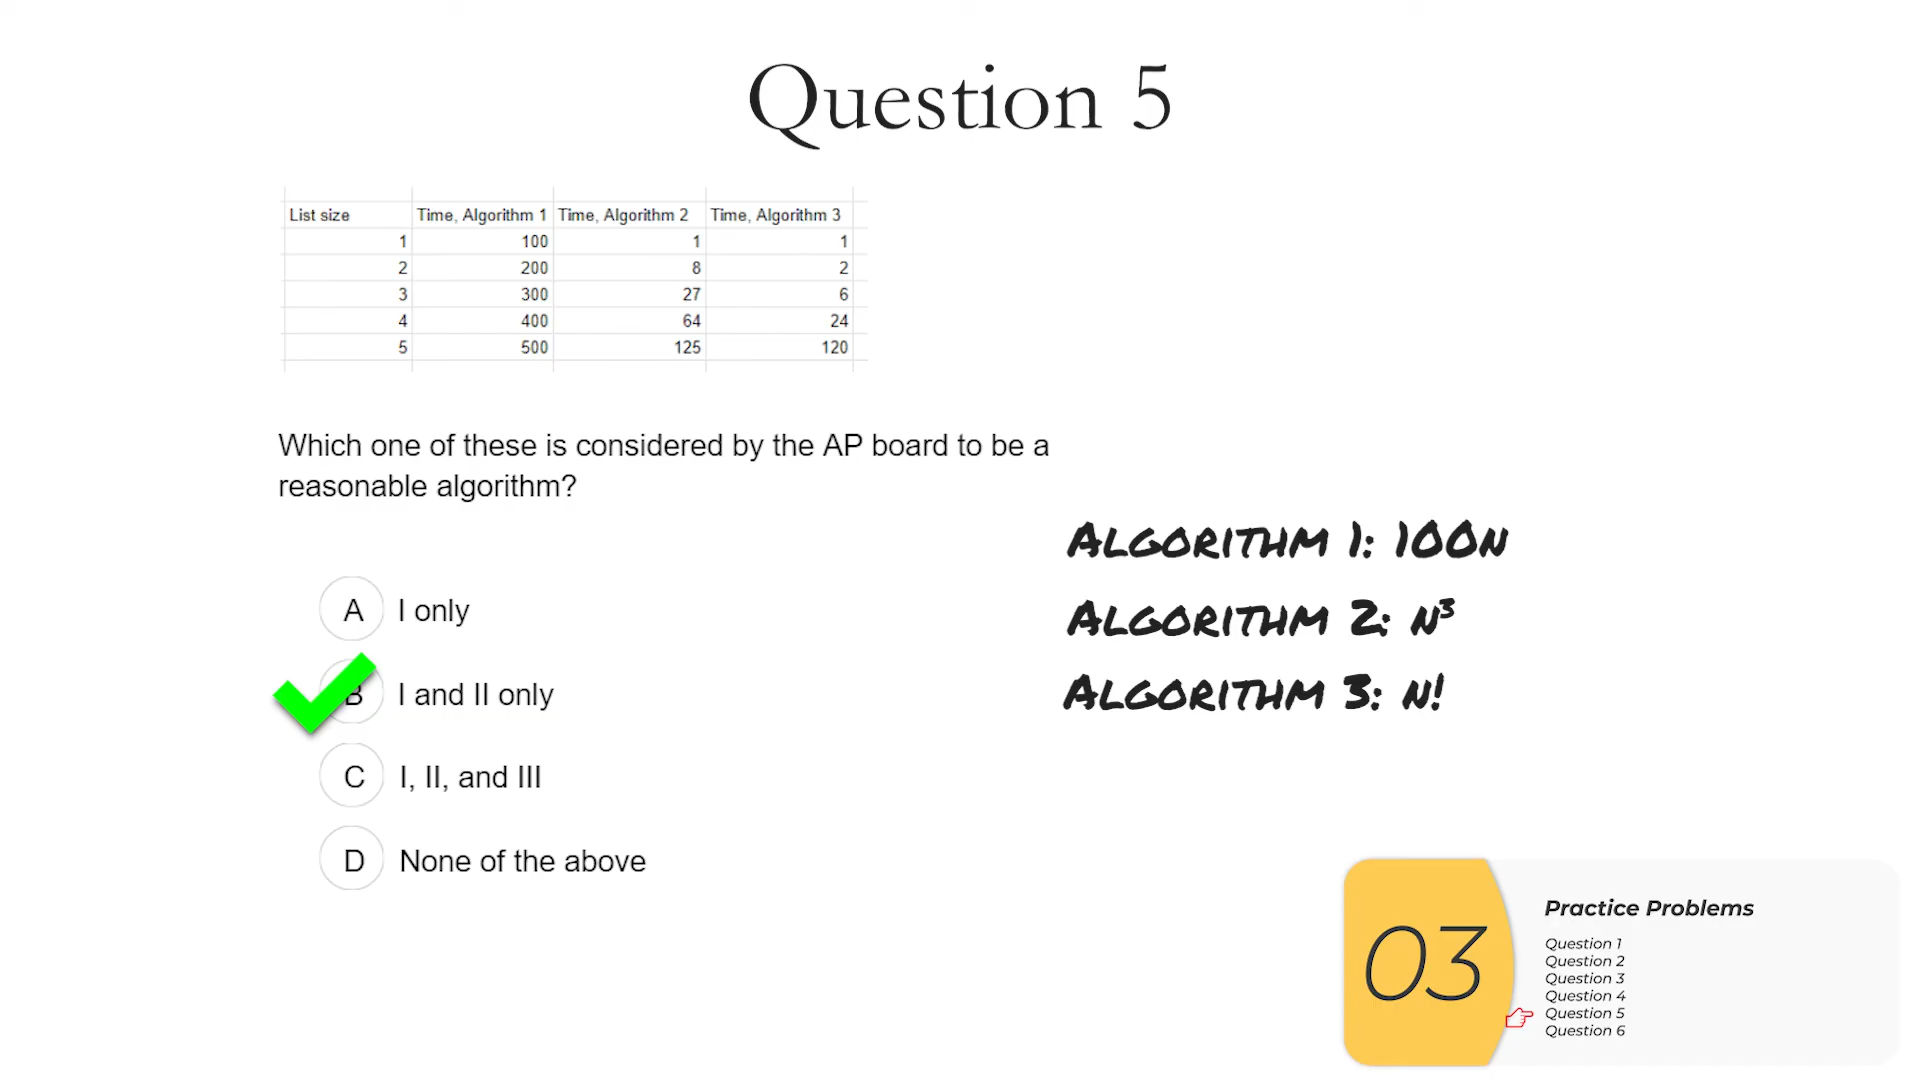 Question 5
List size Time, Algorithm 1 Time, Algorithm 2 Time, Algorithm 3
1 100 1 1
2 200 8 2
3 300 27 6
4 400 64 24
5 500 125 120
Which one of these is considered by the AP board to be a
reasonable algorithm?
A I only
B I and II only
C I, II, and III
D None of the above
ALGORITHM 1: 100N
ALGORITHM 2: N³
ALGORITHM 3: N!
03
Practice Problems
Question 1
Question 2
Question 3
Question 4
Question 5
Question 6